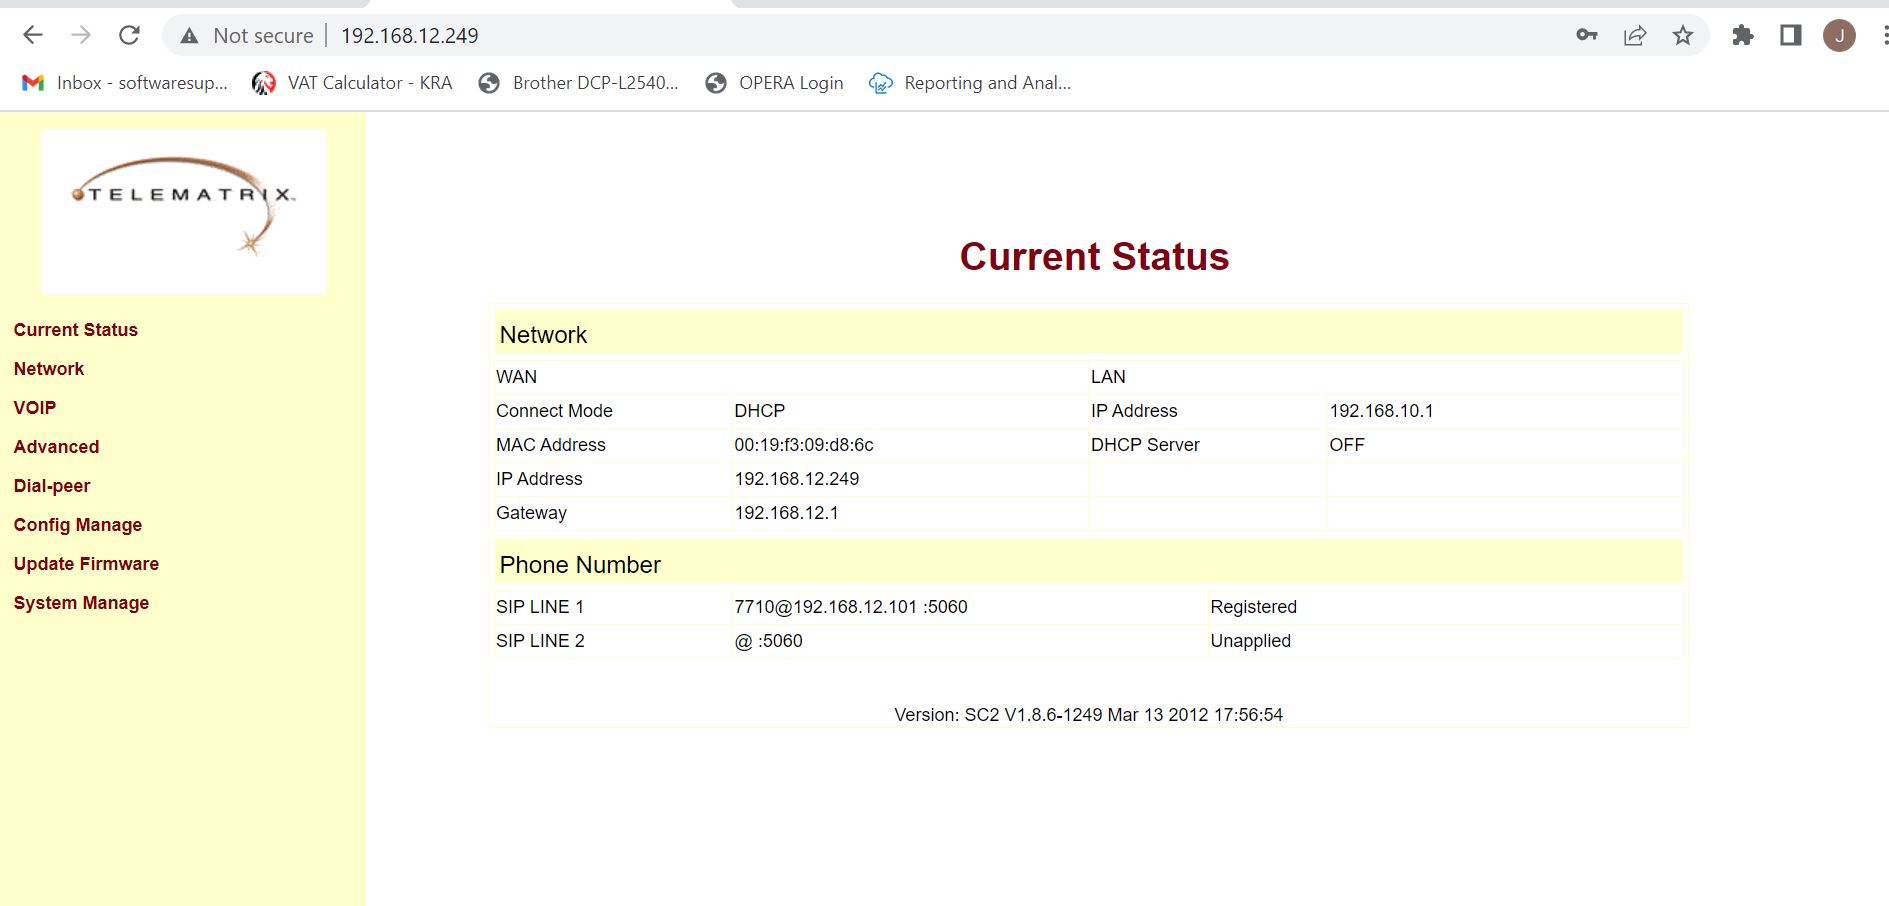 Not secure | 192.168.12.249
J
Inbox - softwaresup... VAT Calculator - KRA Brother DCP-L2540... OPERA Login Reporting and Anal...
TELEMATRIX™
Current Status
Network
VOIP
Advanced
Dial-peer
Config Manage
Update Firmware
System Manage
Current Status
Network
WAN LAN
Connect Mode DHCP IP Address 192.168.10.1
MAC Address 00:19:f3:09:d8:6c DHCP Server OFF
IP Address 192.168.12.249
Gateway 192.168.12.1
Phone Number
SIP LINE 1 7710@192.168.12.101 :5060 Registered
SIP LINE 2 @ :5060 Unapplied
Version: SC2 V1.8.6-1249 Mar 13 2012 17:56:54